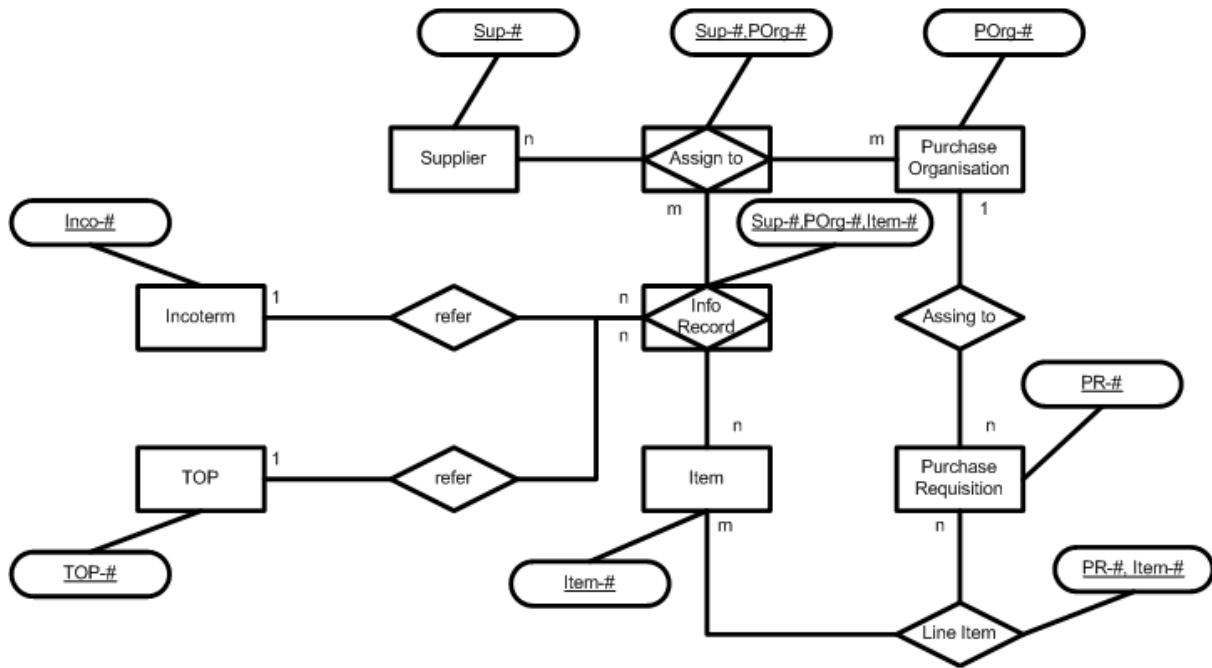 Sup-#
Sup-#,POrg-#
POrg-#
Supplier
n
Assign to
m
Purchase
Organisation
m
1
Inco-#
Sup-#,POrg-#,Item-#
Incoterm
1
refer
n
n
Info
Record
Assing to
PR-#
TOP
1
refer
n
Item
m
n
Purchase
Requisition
n
TOP-#
Item-#
PR-#, Item-#
Line Item